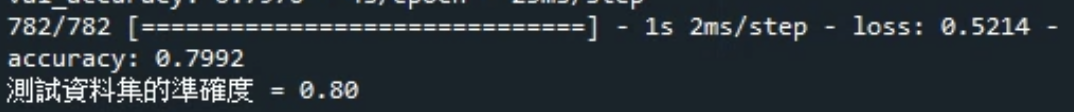 782/782 [==============================] - 1s 2ms/step - loss: 0.5214 -
accuracy: 0.7992
測試資料集的準確度 = 0.80